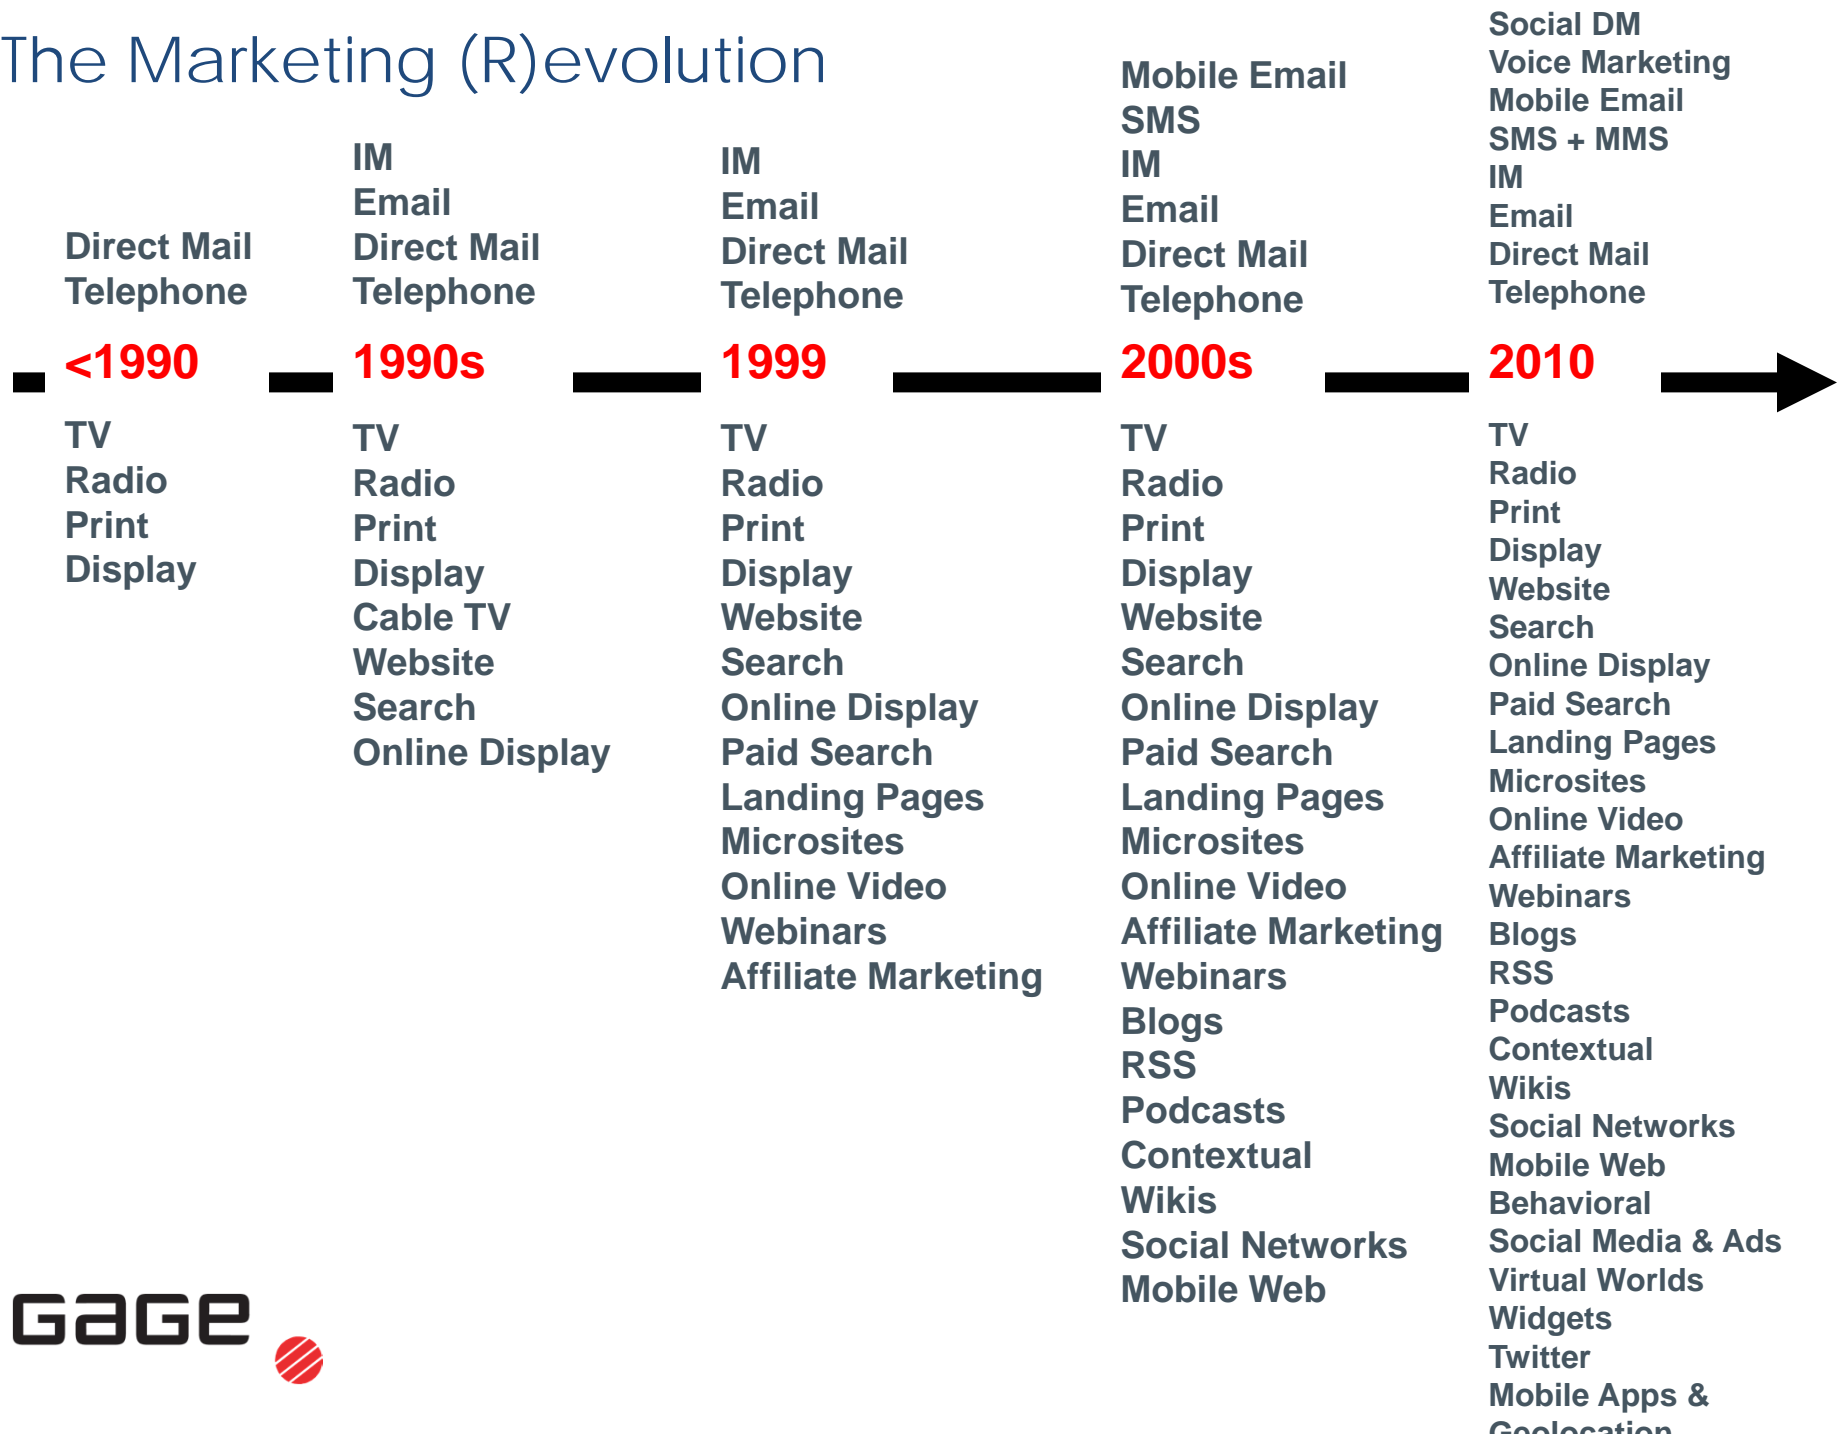 The Marketing (R)evolution
Direct Mail
Telephone
<1990
TV
Radio
Print
Display
IM
Email
Direct Mail
Telephone
1990s
TV
Radio
Print
Display
Cable TV
Website
Search
Online Display
IM
Email
Direct Mail
Telephone
1999
TV
Radio
Print
Display
Website
Search
Online Display
Paid Search
Landing Pages
Microsites
Online Video
Webinars
Affiliate Marketing
Mobile Email
SMS
IM
Email
Direct Mail
Telephone
2000s
TV
Radio
Print
Display
Website
Search
Online Display
Paid Search
Landing Pages
Microsites
Online Video
Affiliate Marketing
Webinars
Blogs
RSS
Podcasts
Contextual
Wikis
Social Networks
Mobile Web
Social DM
Voice Marketing
Mobile Email
SMS + MMS
IM
Email
Direct Mail
Telephone
2010
TV
Radio
Print
Display
Website
Search
Online Display
Paid Search
Landing Pages
Microsites
Online Video
Affiliate Marketing
Webinars
Blogs
RSS
Podcasts
Contextual
Wikis
Social Networks
Mobile Web
Behavioral
Social Media & Ads
Virtual Worlds
Widgets
Twitter
Mobile Apps &
Geolocation
GaGe